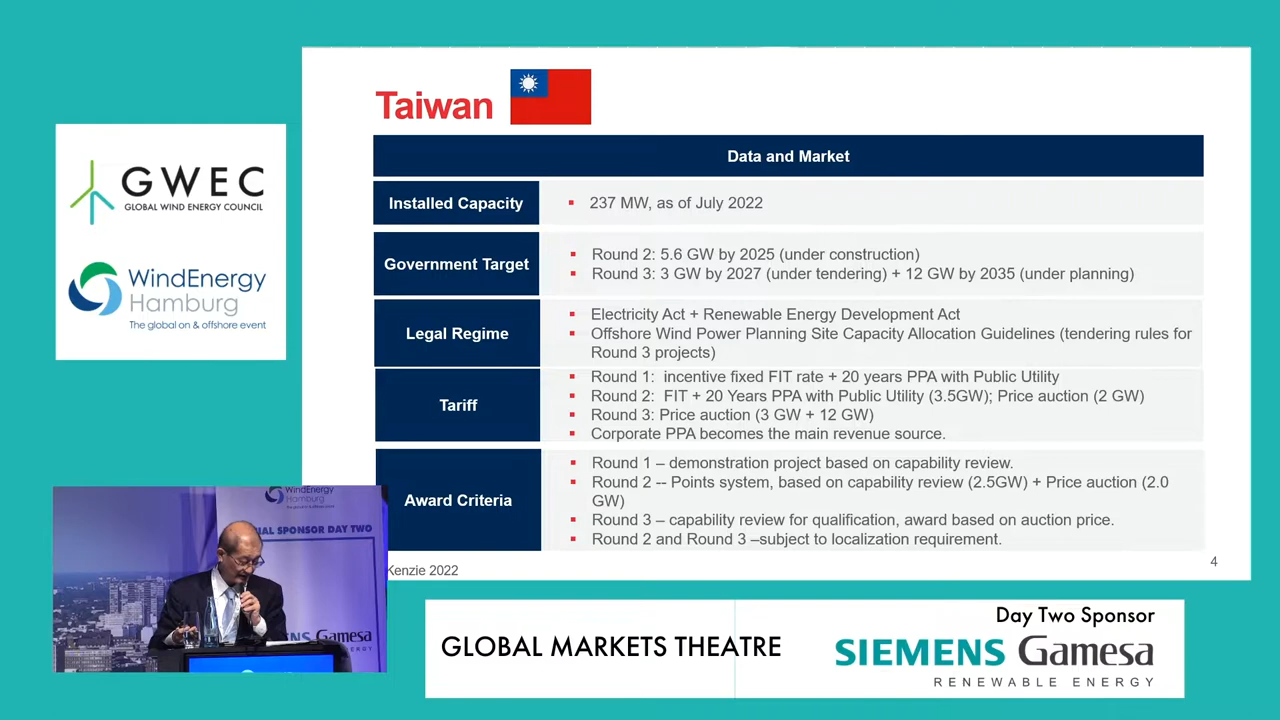 Taiwan
Data and Market
Installed Capacity
237 MW, as of July 2022
Government Target
Round 2: 5.6 GW by 2025 (under construction)
Round 3: 3 GW by 2027 (under tendering) + 12 GW by 2035 (under planning)
Legal Regime
Electricity Act + Renewable Energy Development Act
Offshore Wind Power Planning Site Capacity Allocation Guidelines (tendering rules for
Round 3 projects)
Tariff
Round 1: incentive fixed FIT rate + 20 years PPA with Public Utility
Round 2: FIT + 20 Years PPA with Public Utility (3.5GW); Price auction (2 GW)
Round 3: Price auction (3 GW + 12 GW)
Corporate PPA becomes the main revenue source.
Award Criteria
Round 1 – demonstration project based on capability review.
Round 2 -- Points system, based on capability review (2.5GW) + Price auction (2.0
GW)
Round 3 – capability review for qualification, award based on auction price.
Round 2 and Round 3 –subject to localization requirement.
Kenzie 2022
4
GWEC
GLOBAL WIND ENERGY COUNCIL
WindEnergy
Hamburg
The global on & offshore event
WindEnergy
Hamburg
SPONSOR DAY TWO
Gamesa
GLOBAL MARKETS THEATRE
Day Two Sponsor
SIEMENS Gamesa
RENEWABLE ENERGY